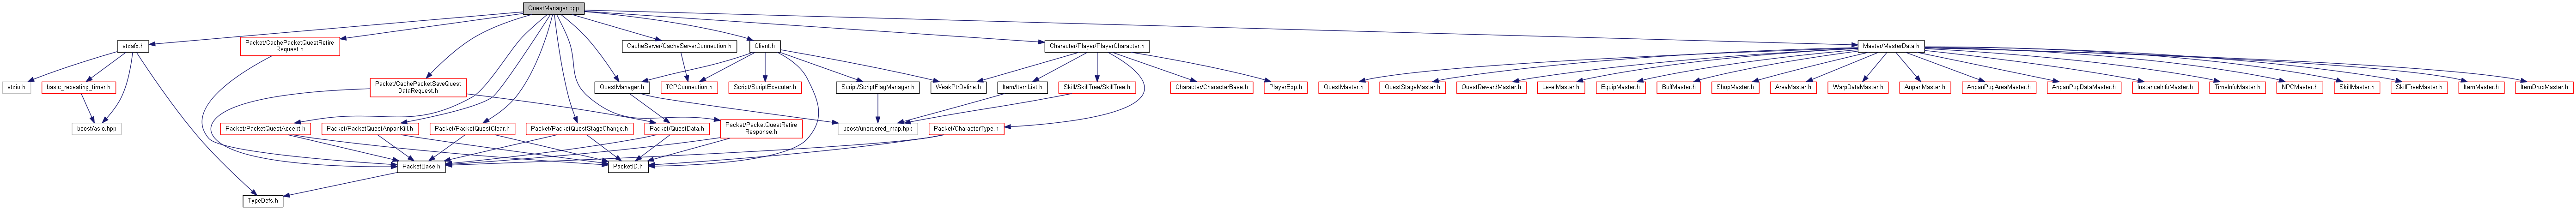 QuestManager.cpp
stdafx.h
Packet/CachePacketQuestRetire
Request.h
CacheServer/CacheServerConnection.h
Client.h
Character/Player/PlayerCharacter.h
Master/MasterData.h
stdio.h
basic_repeating_timer.h
Packet/CachePacketSaveQuest
DataRequest.h
QuestManager.h
TCPConnection.h
Script/ScriptExecuter.h
Script/ScriptFlagManager.h
WeakPtrDefine.h
Item/ItemList.h
Skill/SkillTree/SkillTree.h
Character/CharacterBase.h
PlayerExp.h
QuestMaster.h
QuestStageMaster.h
QuestRewardMaster.h
LevelMaster.h
EquipMaster.h
BuffMaster.h
ShopMaster.h
AreaMaster.h
WarpDataMaster.h
AnpanMaster.h
AnpanPopAreaMaster.h
AnpanPopDataMaster.h
InstanceInfoMaster.h
TimeInfoMaster.h
NPCMaster.h
SkillMaster.h
SkillTreeMaster.h
ItemMaster.h
ItemDropMaster.h
boost/asio.hpp
Packet/PacketQuestAccept.h
Packet/PacketQuestAnpanKill.h
Packet/PacketQuestClear.h
Packet/PacketQuestStageChange.h
Packet/QuestData.h
Packet/PacketQuestRetire
Response.h
boost/unordered_map.hpp
Packet/CharacterType.h
PacketBase.h
PacketID.h
TypeDefs.h